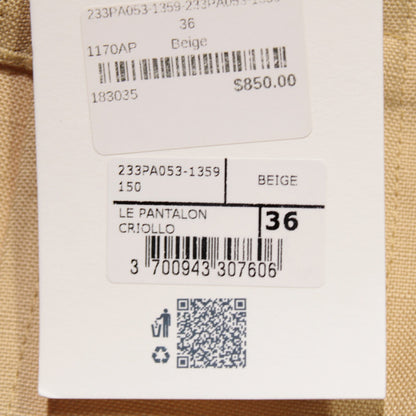 233PA053-1359-233PA053-1359
36
1170AP Beige
183035 $850.00
233PA053-1359 BEIGE
150
LE PANTALON 36
CRIOLLO
3 700943 307606